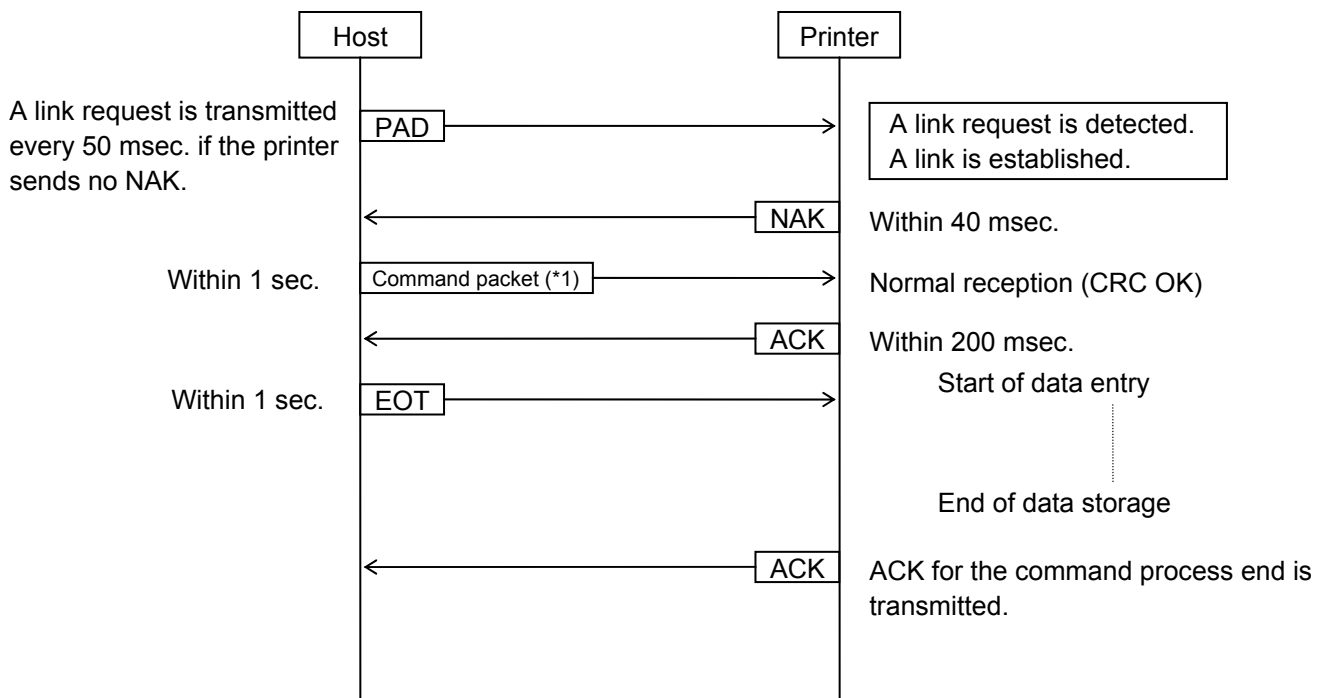 Host
Printer
A link request is transmitted
every 50 msec. if the printer
sends no NAK.
PAD
A link request is detected.
A link is established.
NAK
Within 40 msec.
Within 1 sec.
Command packet (*1)
Normal reception (CRC OK)
ACK
Within 200 msec.
Start of data entry
Within 1 sec.
EOT
End of data storage
ACK
ACK for the command process end is
transmitted.